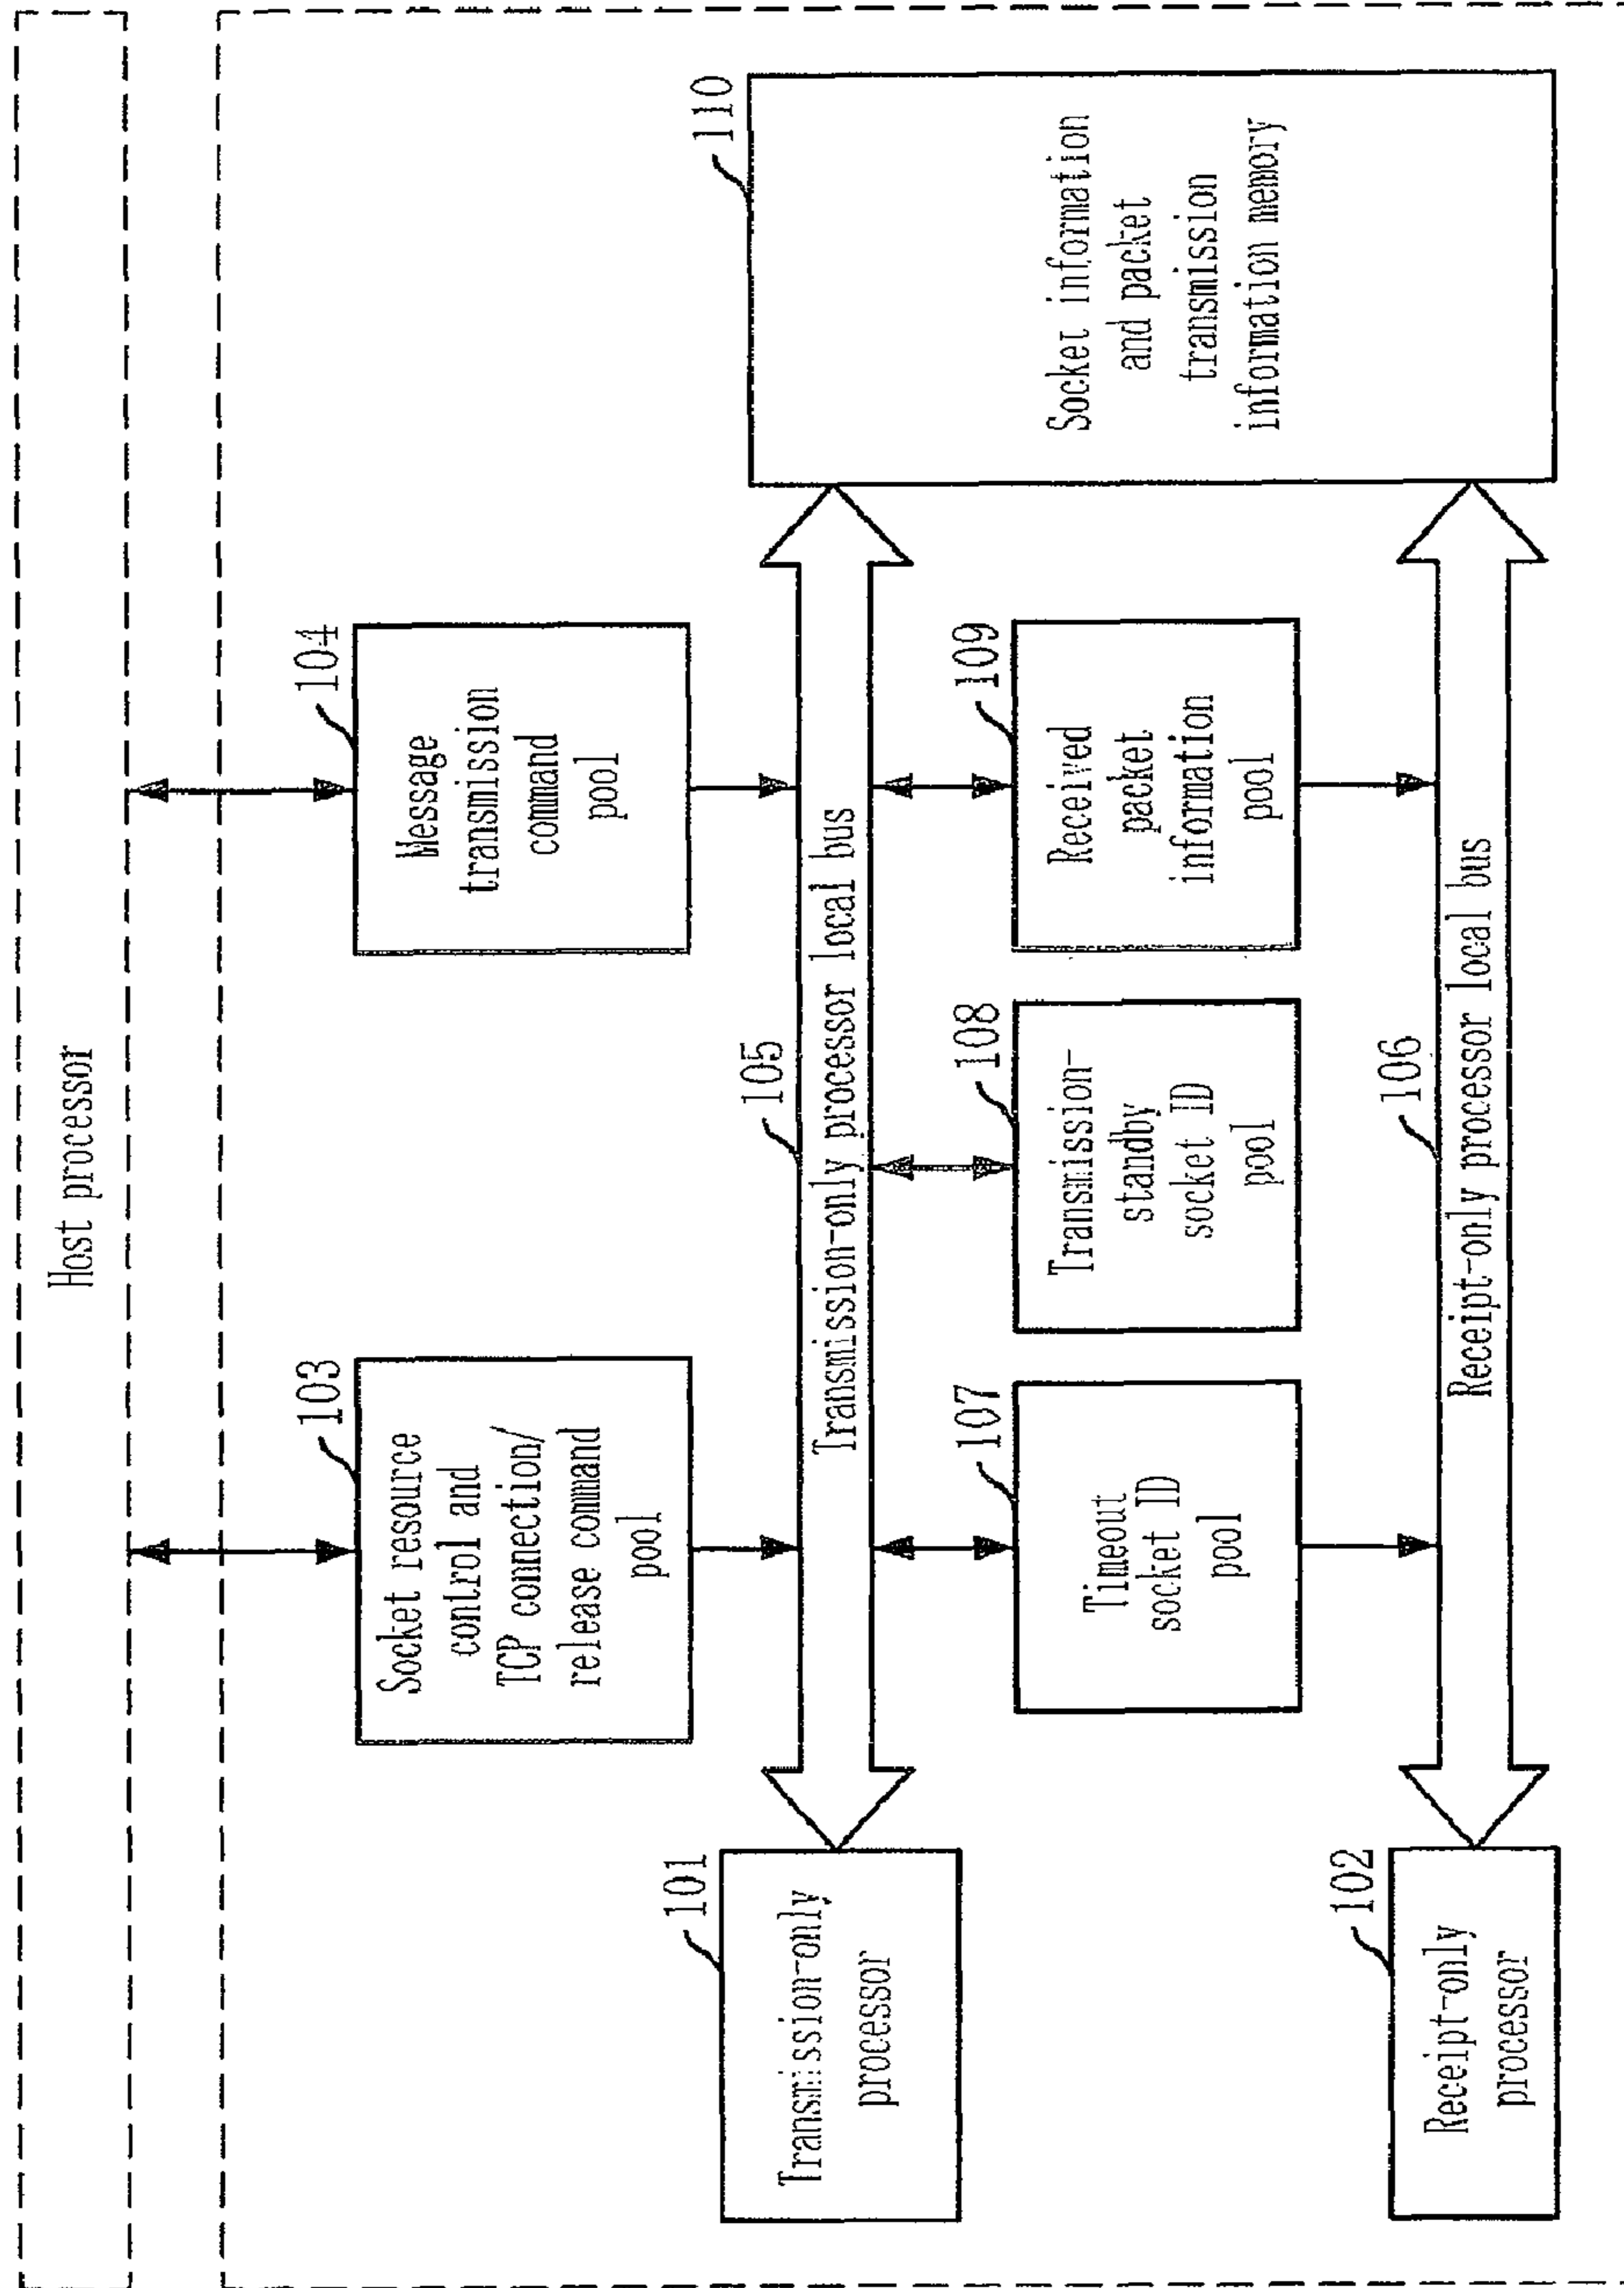 Host processor
103
Socket resource
control and
TCP connection/
release command
pool
104
Message
transmission
command
pool
110
Socket information
and packet
transmission
information memory
101
Transmission-only
processor
105
Transmission-only processor local bus
107
Timeout
socket ID
pool
108
Transmission-
standby
socket ID
pool
109
Received
packet
information
pool
102
Receipt-only
processor
106
Receipt-only processor local bus